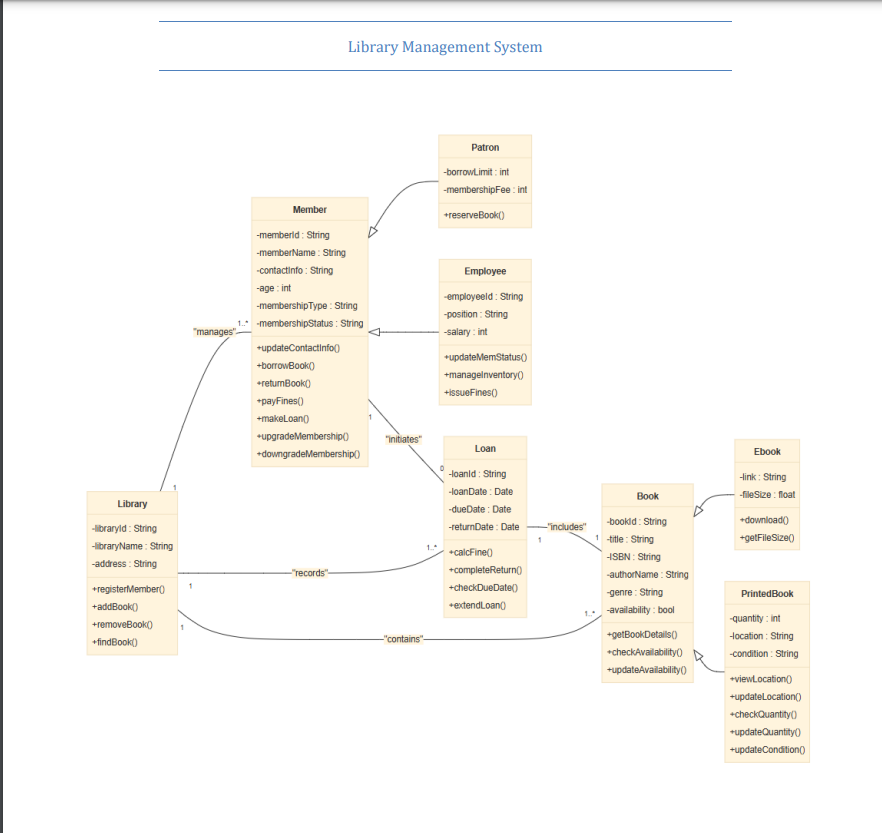 Library Management System
Patron
-borrowLimit : int
-membershipFee : int
+reserveBook()
Member
-memberId : String
-memberName : String
-contactInfo : String
-age : int
-membershipType : String
-membershipStatus : String
+updateContactInfo()
+borrowBook()
+returnBook()
+payFines()
+makeLoan()
+upgradeMembership()
+downgradeMembership()
Employee
-employeeId : String
-position : String
-salary : int
+updateMemStatus()
+manageInventory()
+issueFines()
1..*
"manages"
1
"initiates"
0
Loan
-loanId : String
-loanDate : Date
-dueDate : Date
-returnDate : Date
+calcFine()
+completeReturn()
+checkDueDate()
+extendLoan()
Ebook
-link : String
-fileSize : float
+download()
+getFileSize()
1
Library
-libraryId : String
-libraryName : String
-address : String
+registerMember()
+addBook()
+removeBook()
+findBook()
"includes"
1
1
Book
-bookId : String
-title : String
-ISBN : String
-authorName : String
-genre : String
-availability : bool
+getBookDetails()
+checkAvailability()
+updateAvailability()
1..*
"records"
1
1..*
1
"contains"
PrintedBook
-quantity : int
-location : String
-condition : String
+viewLocation()
+updateLocation()
+checkQuantity()
+updateQuantity()
+updateCondition()